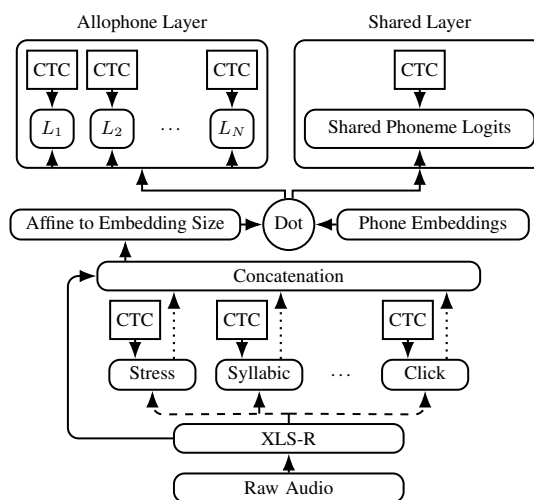 Allophone Layer Shared Layer
CTC CTC CTC CTC
L₁ L₂ ... L_N Shared Phoneme Logits
Affine to Embedding Size Dot Phone Embeddings
Concatenation
CTC CTC CTC
Stress Syllabic ... Click
XLS-R
Raw Audio